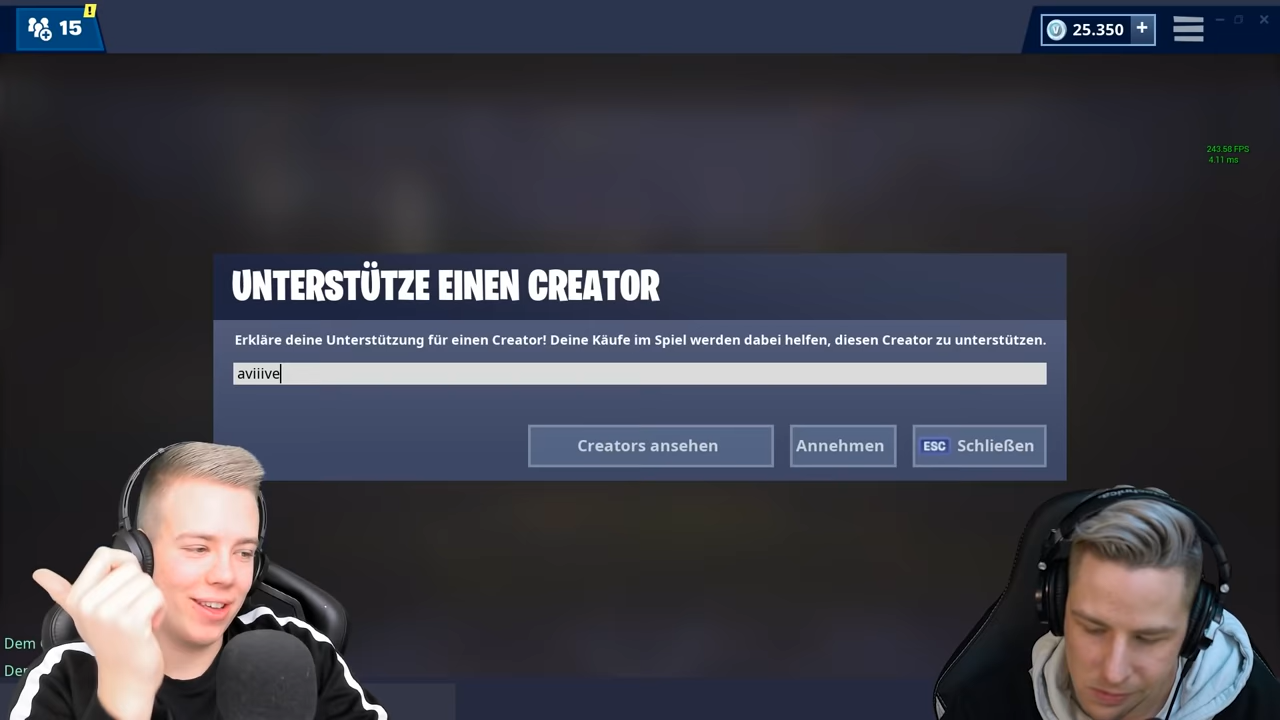 15
!
25.350 +
243.58 FPS
4.11 ms
UNTERSTÜTZE EINEN CREATOR
Erkläre deine Unterstützung für einen Creator! Deine Käufe im Spiel werden dabei helfen, diesen Creator zu unterstützen.
aviiive
Creators ansehen
Annehmen
ESC Schließen
Dem